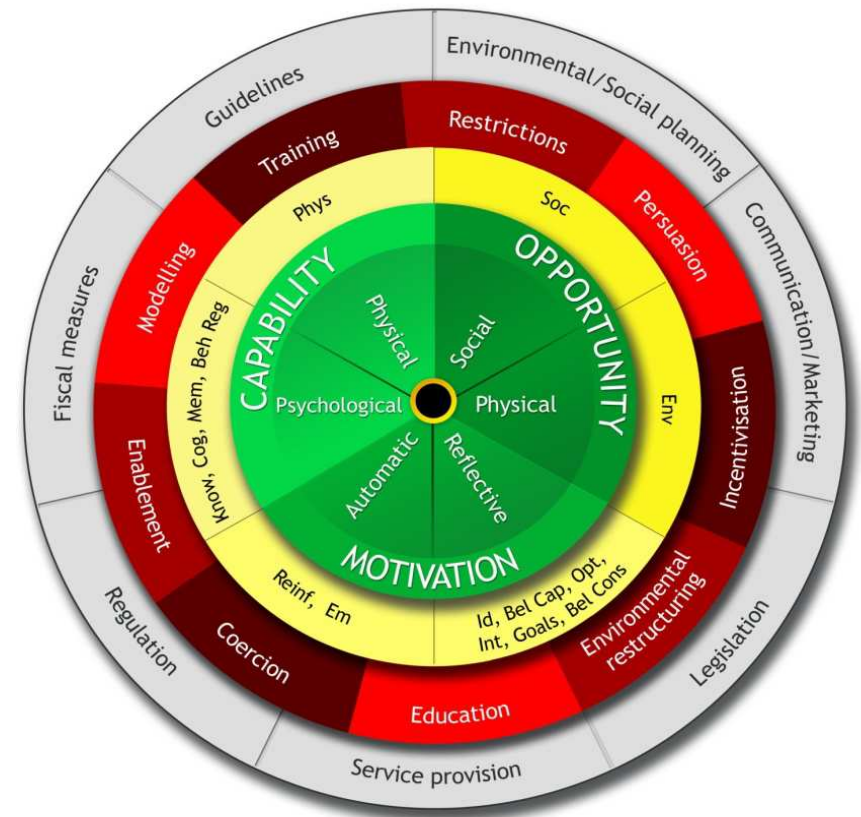 Environmental/Social planning
Communication/Marketing
Legislation
Service provision
Regulation
Fiscal measures
Guidelines
Restrictions
Persuasion
Incentivisation
Environmental
restructuring
Education
Coercion
Enablement
Modelling
Training
Soc
Env
Id, Bel Cap, Opt,
Int, Goals, Bel Cons
Reinf, Em
Know, Cog, Mem, Beh Reg
Phys
CAPABILITY
OPPORTUNITY
MOTIVATION
Physical
Social
Psychological
Physical
Automatic
Reflective